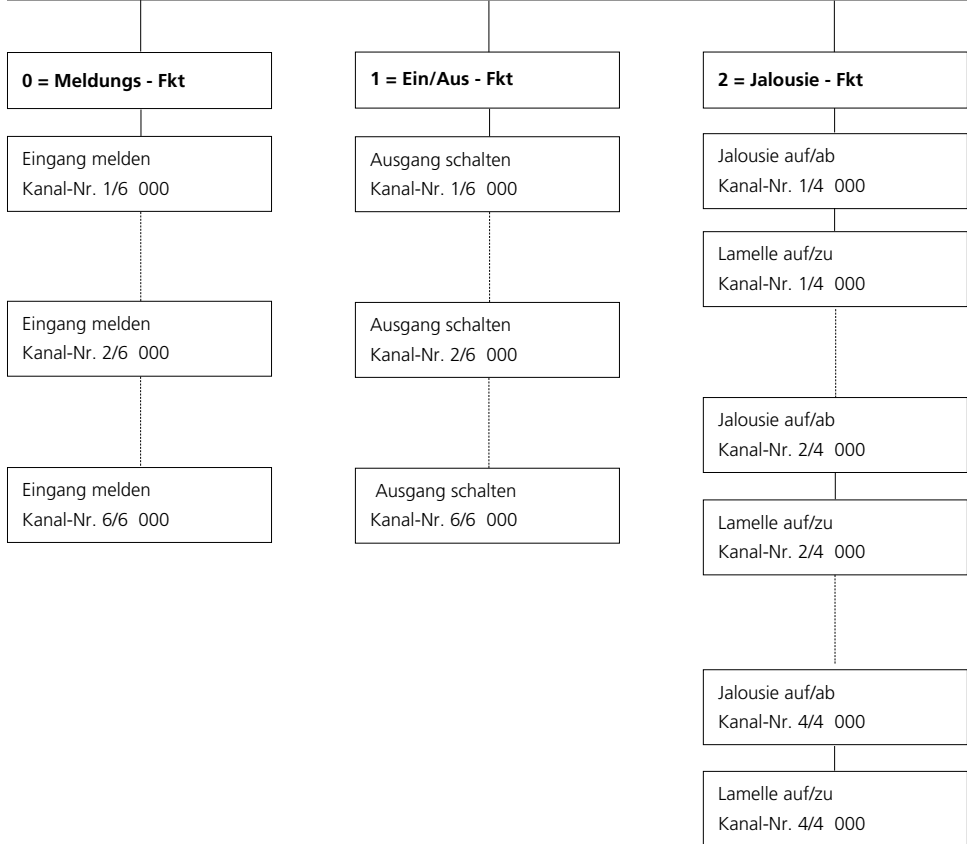 0 = Meldungs - Fkt
Eingang melden
Kanal-Nr. 1/6 000
Eingang melden
Kanal-Nr. 2/6 000
Eingang melden
Kanal-Nr. 6/6 000
1 = Ein/Aus - Fkt
Ausgang schalten
Kanal-Nr. 1/6 000
Ausgang schalten
Kanal-Nr. 2/6 000
Ausgang schalten
Kanal-Nr. 6/6 000
2 = Jalousie - Fkt
Jalousie auf/ab
Kanal-Nr. 1/4 000
Lamelle auf/zu
Kanal-Nr. 1/4 000
Jalousie auf/ab
Kanal-Nr. 2/4 000
Lamelle auf/zu
Kanal-Nr. 2/4 000
Jalousie auf/ab
Kanal-Nr. 4/4 000
Lamelle auf/zu
Kanal-Nr. 4/4 000